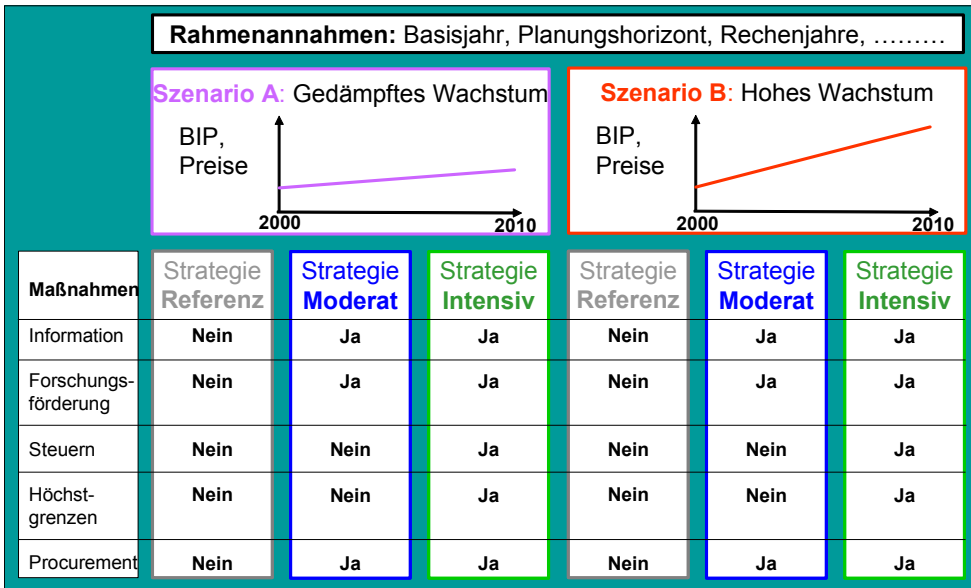 Rahmenannahmen: Basisjahr, Planungshorizont, Rechenjahre, ………
Szenario A: Gedämpftes Wachstum
BIP,
Preise
2000 2010
Szenario B: Hohes Wachstum
BIP,
Preise
2000 2010
Maßnahmen
Strategie Referenz
Strategie Moderat
Strategie Intensiv
Strategie Referenz
Strategie Moderat
Strategie Intensiv
Information Nein Ja Ja Nein Ja Ja
Forschungs-
förderung Nein Ja Ja Nein Ja Ja
Steuern Nein Nein Ja Nein Nein Ja
Höchst-
grenzen Nein Nein Ja Nein Nein Ja
Procurement Nein Ja Ja Nein Ja Ja